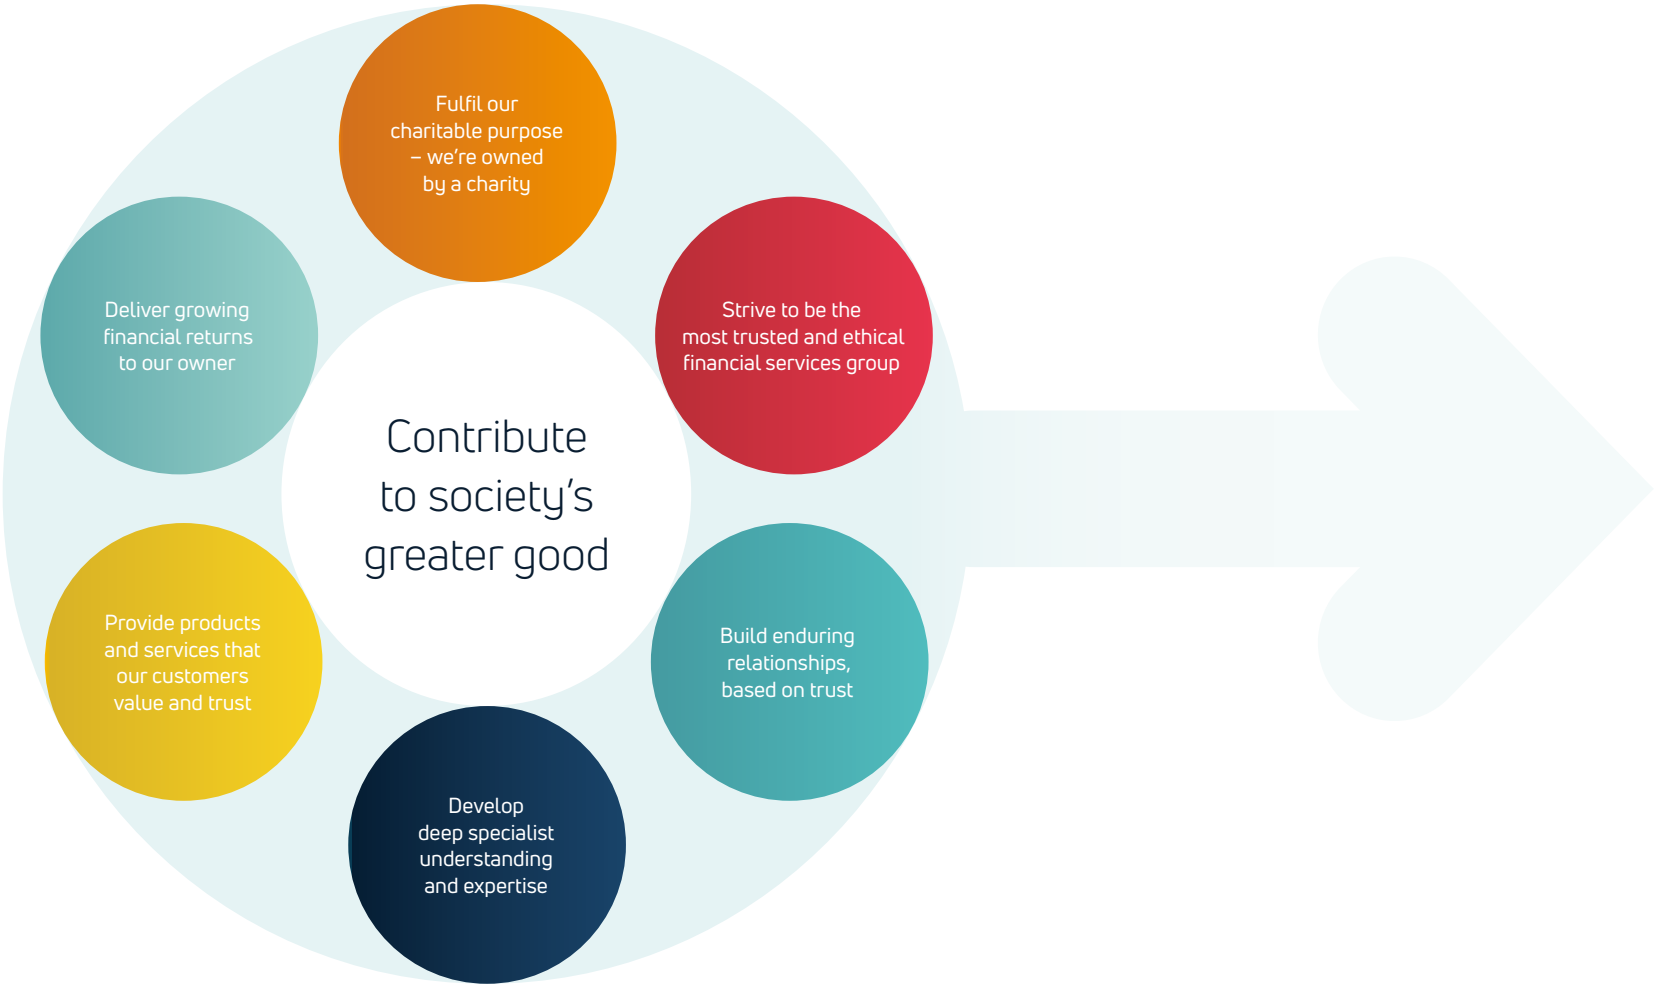 Fulfil our
charitable purpose
– we're owned
by a charity
Strive to be the
most trusted and ethical
financial services group
Build enduring
relationships,
based on trust
Develop
deep specialist
understanding
and expertise
Provide products
and services that
our customers
value and trust
Deliver growing
financial returns
to our owner
Contribute
to society's
greater good